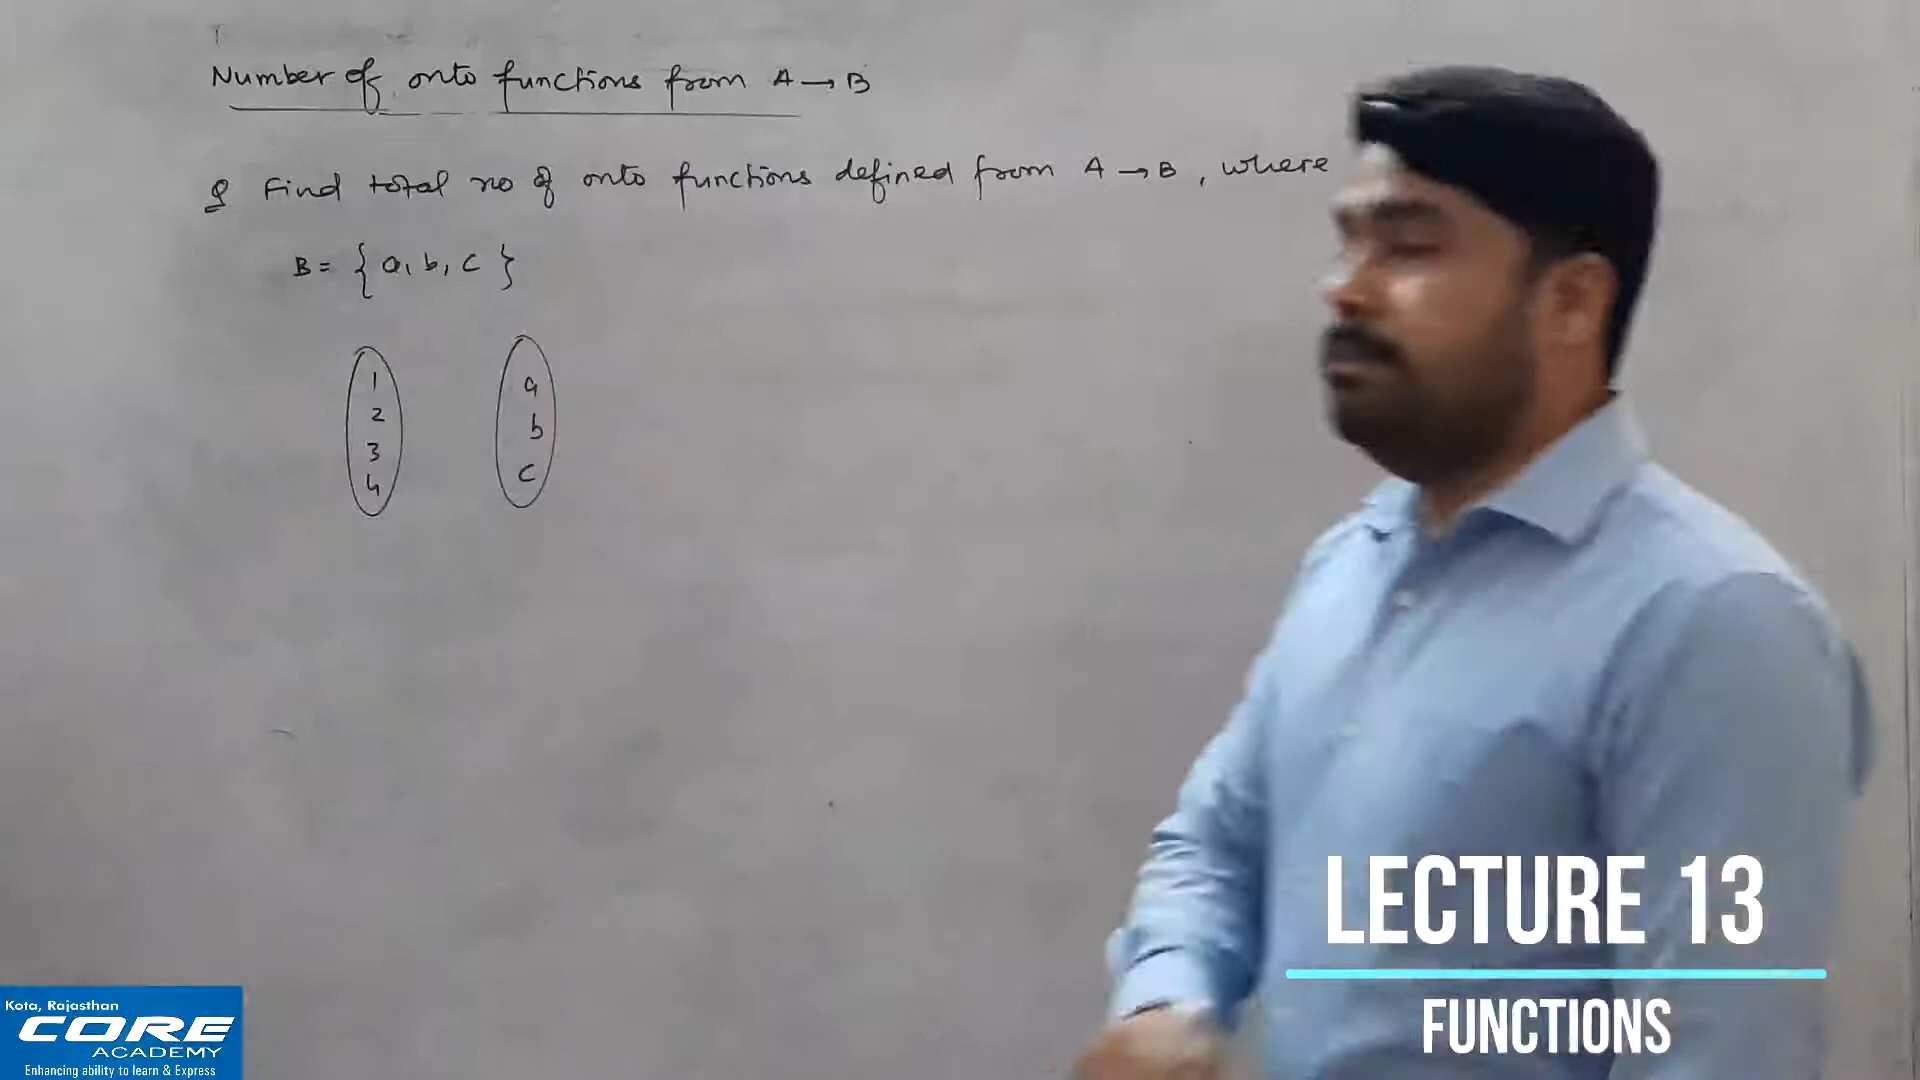 Number of onto functions from A → B
Q Find total no of onto functions defined from A → B, where
B = { a, b, c }
1
2
3
4
a
b
c
LECTURE 13
FUNCTIONS
Kota, Rajasthan
CORE
ACADEMY
Enhancing ability to learn & Express